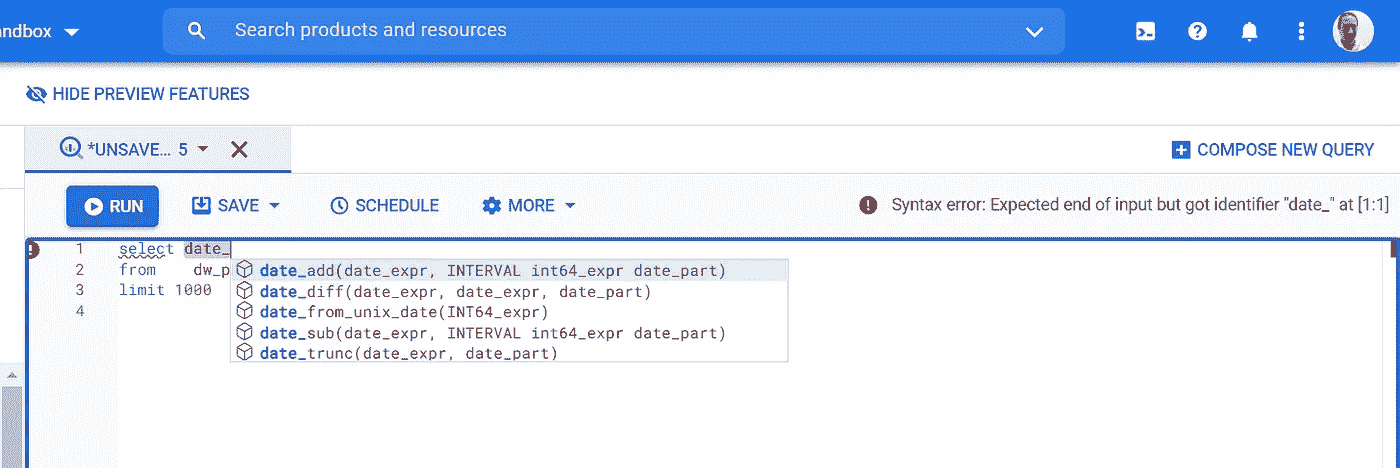 andbox
Search products and resources
HIDE PREVIEW FEATURES
*UNSAVE... 5
COMPOSE NEW QUERY
RUN
SAVE
SCHEDULE
MORE
Syntax error: Expected end of input but got identifier "date_" at [1:1]
1 select date_
2 from dw_p
3 limit 1000
4
date_add(date_expr, INTERVAL int64_expr date_part)
date_diff(date_expr, date_expr, date_part)
date_from_unix_date(INT64_expr)
date_sub(date_expr, INTERVAL int64_expr date_part)
date_trunc(date_expr, date_part)